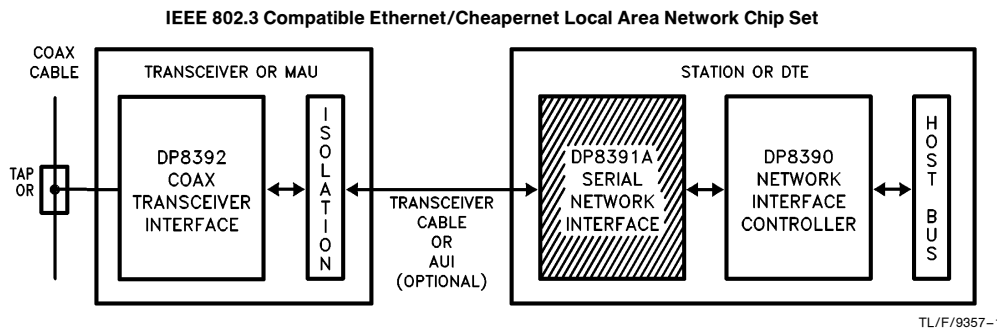 IEEE 802.3 Compatible Ethernet/Cheapernet Local Area Network Chip Set
COAX
CABLE
TRANSCEIVER OR MAU
STATION OR DTE
TAP
OR
DP8392
COAX
TRANSCEIVER
INTERFACE
ISOLATION
TRANSCEIVER
CABLE
OR
AUI
(OPTIONAL)
DP8391A
SERIAL
NETWORK
INTERFACE
DP8390
NETWORK
INTERFACE
CONTROLLER
HOST BUS
TL/F/9357–